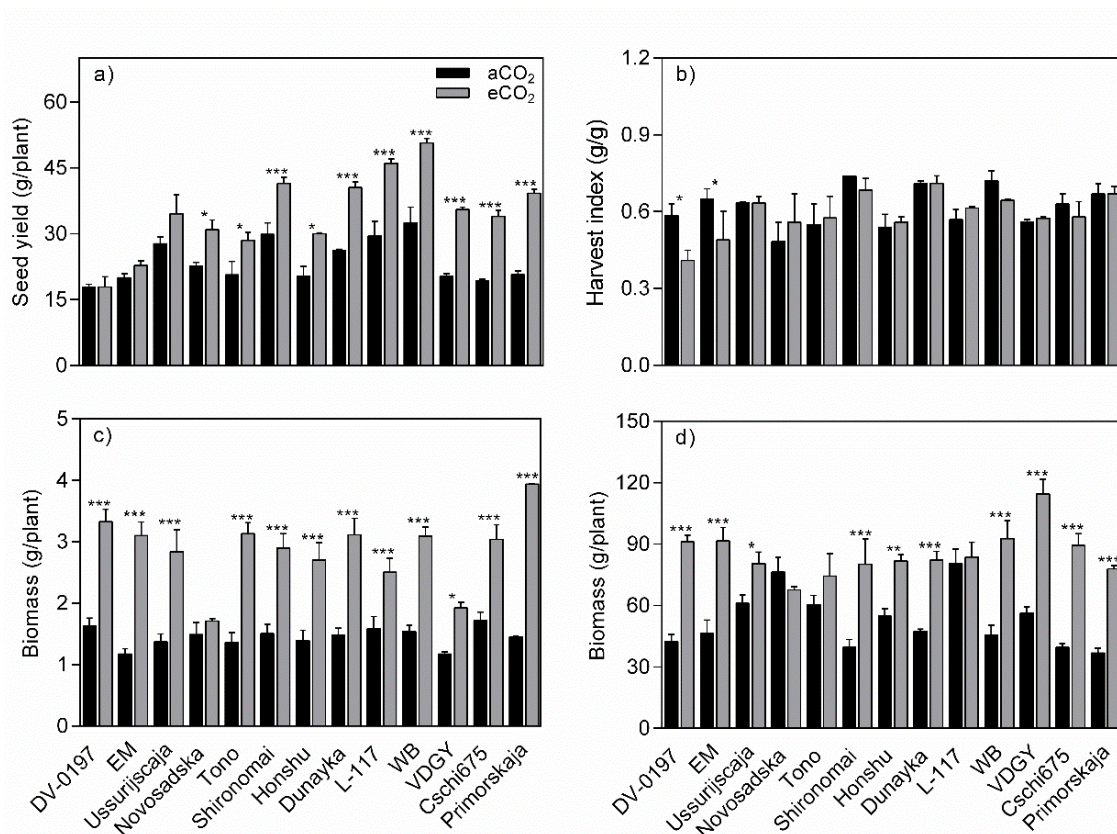 a)
aCO₂
eCO₂
Seed yield (g/plant)
60
45
30
15
0
*
*
***
*
***
***
***
***
***
***
b)
Harvest index (g/g)
1.2
0.9
0.6
0.3
0.0
*
*
c)
Biomass (g/plant)
5
4
3
2
1
0
***
***
***
***
***
***
***
***
***
*
***
***
DV-0197
EM
Ussurijscaja
Novosadska
Tono
Shironomai
Honshu
Dunayka
L-117
WB
VDGY
Cschi675
Primorskaja
d)
Biomass (g/plant)
150
120
90
60
30
0
***
***
*
***
**
***
***
***
***
***
DV-0197
EM
Ussurijscaja
Novosadska
Tono
Shironomai
Honshu
Dunayka
L-117
WB
VDGY
Cschi675
Primorskaja